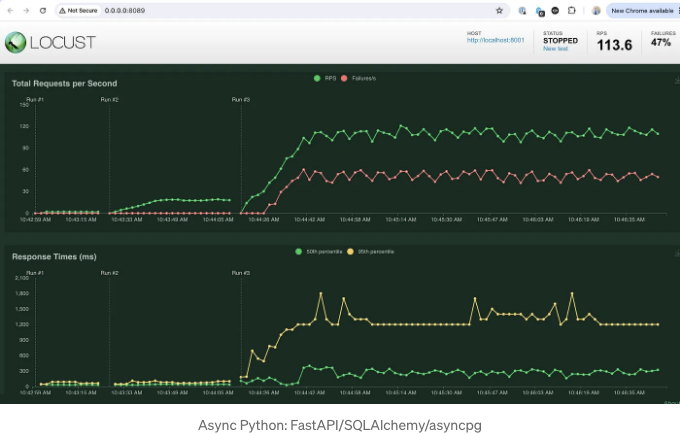 Not Secure 0.0.0.0:8089
New Chrome available
LOCUST
HOST
http://localhost:8001
STATUS
STOPPED
New test
RPS
113.6
FAILURES
47%
Total Requests per Second
RPS Failures/s
Run #1 Run #2 Run #3
150
120
90
60
30
0
10:42:59 AM 10:43:15 AM 10:43:33 AM 10:43:49 AM 10:44:05 AM 10:44:26 AM 10:44:42 AM 10:44:58 AM 10:45:14 AM 10:45:30 AM 10:45:47 AM 10:46:03 AM 10:46:19 AM 10:46:35 AM
Response Times (ms)
50th percentile 95th percentile
Run #1 Run #2 Run #3
2,100
1,800
1,500
1,200
900
600
300
0
10:42:59 AM 10:43:15 AM 10:43:33 AM 10:43:49 AM 10:44:05 AM 10:44:26 AM 10:44:42 AM 10:44:58 AM 10:45:14 AM 10:45:30 AM 10:45:47 AM 10:46:03 AM 10:46:19 AM 10:46:35 AM
Async Python: FastAPI/SQLAlchemy/asyncpg